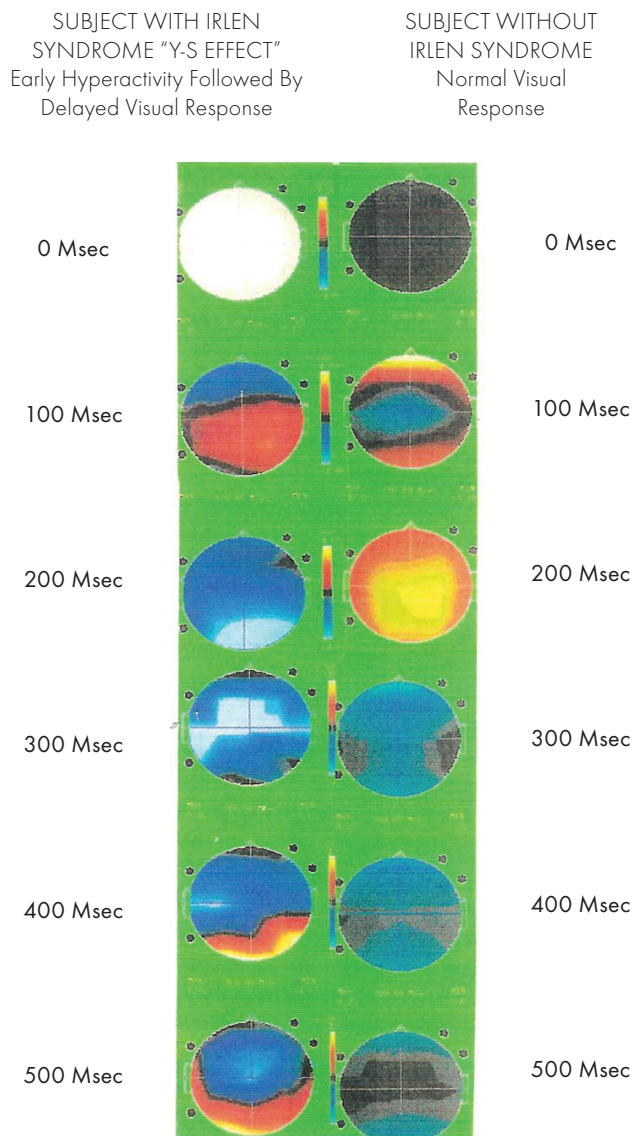 SUBJECT WITH IRLEN
SYNDROME “Y-S EFFECT”
Early Hyperactivity Followed By
Delayed Visual Response
SUBJECT WITHOUT
IRLEN SYNDROME
Normal Visual
Response
0 Msec
0 Msec
100 Msec
100 Msec
200 Msec
200 Msec
300 Msec
300 Msec
400 Msec
400 Msec
500 Msec
500 Msec